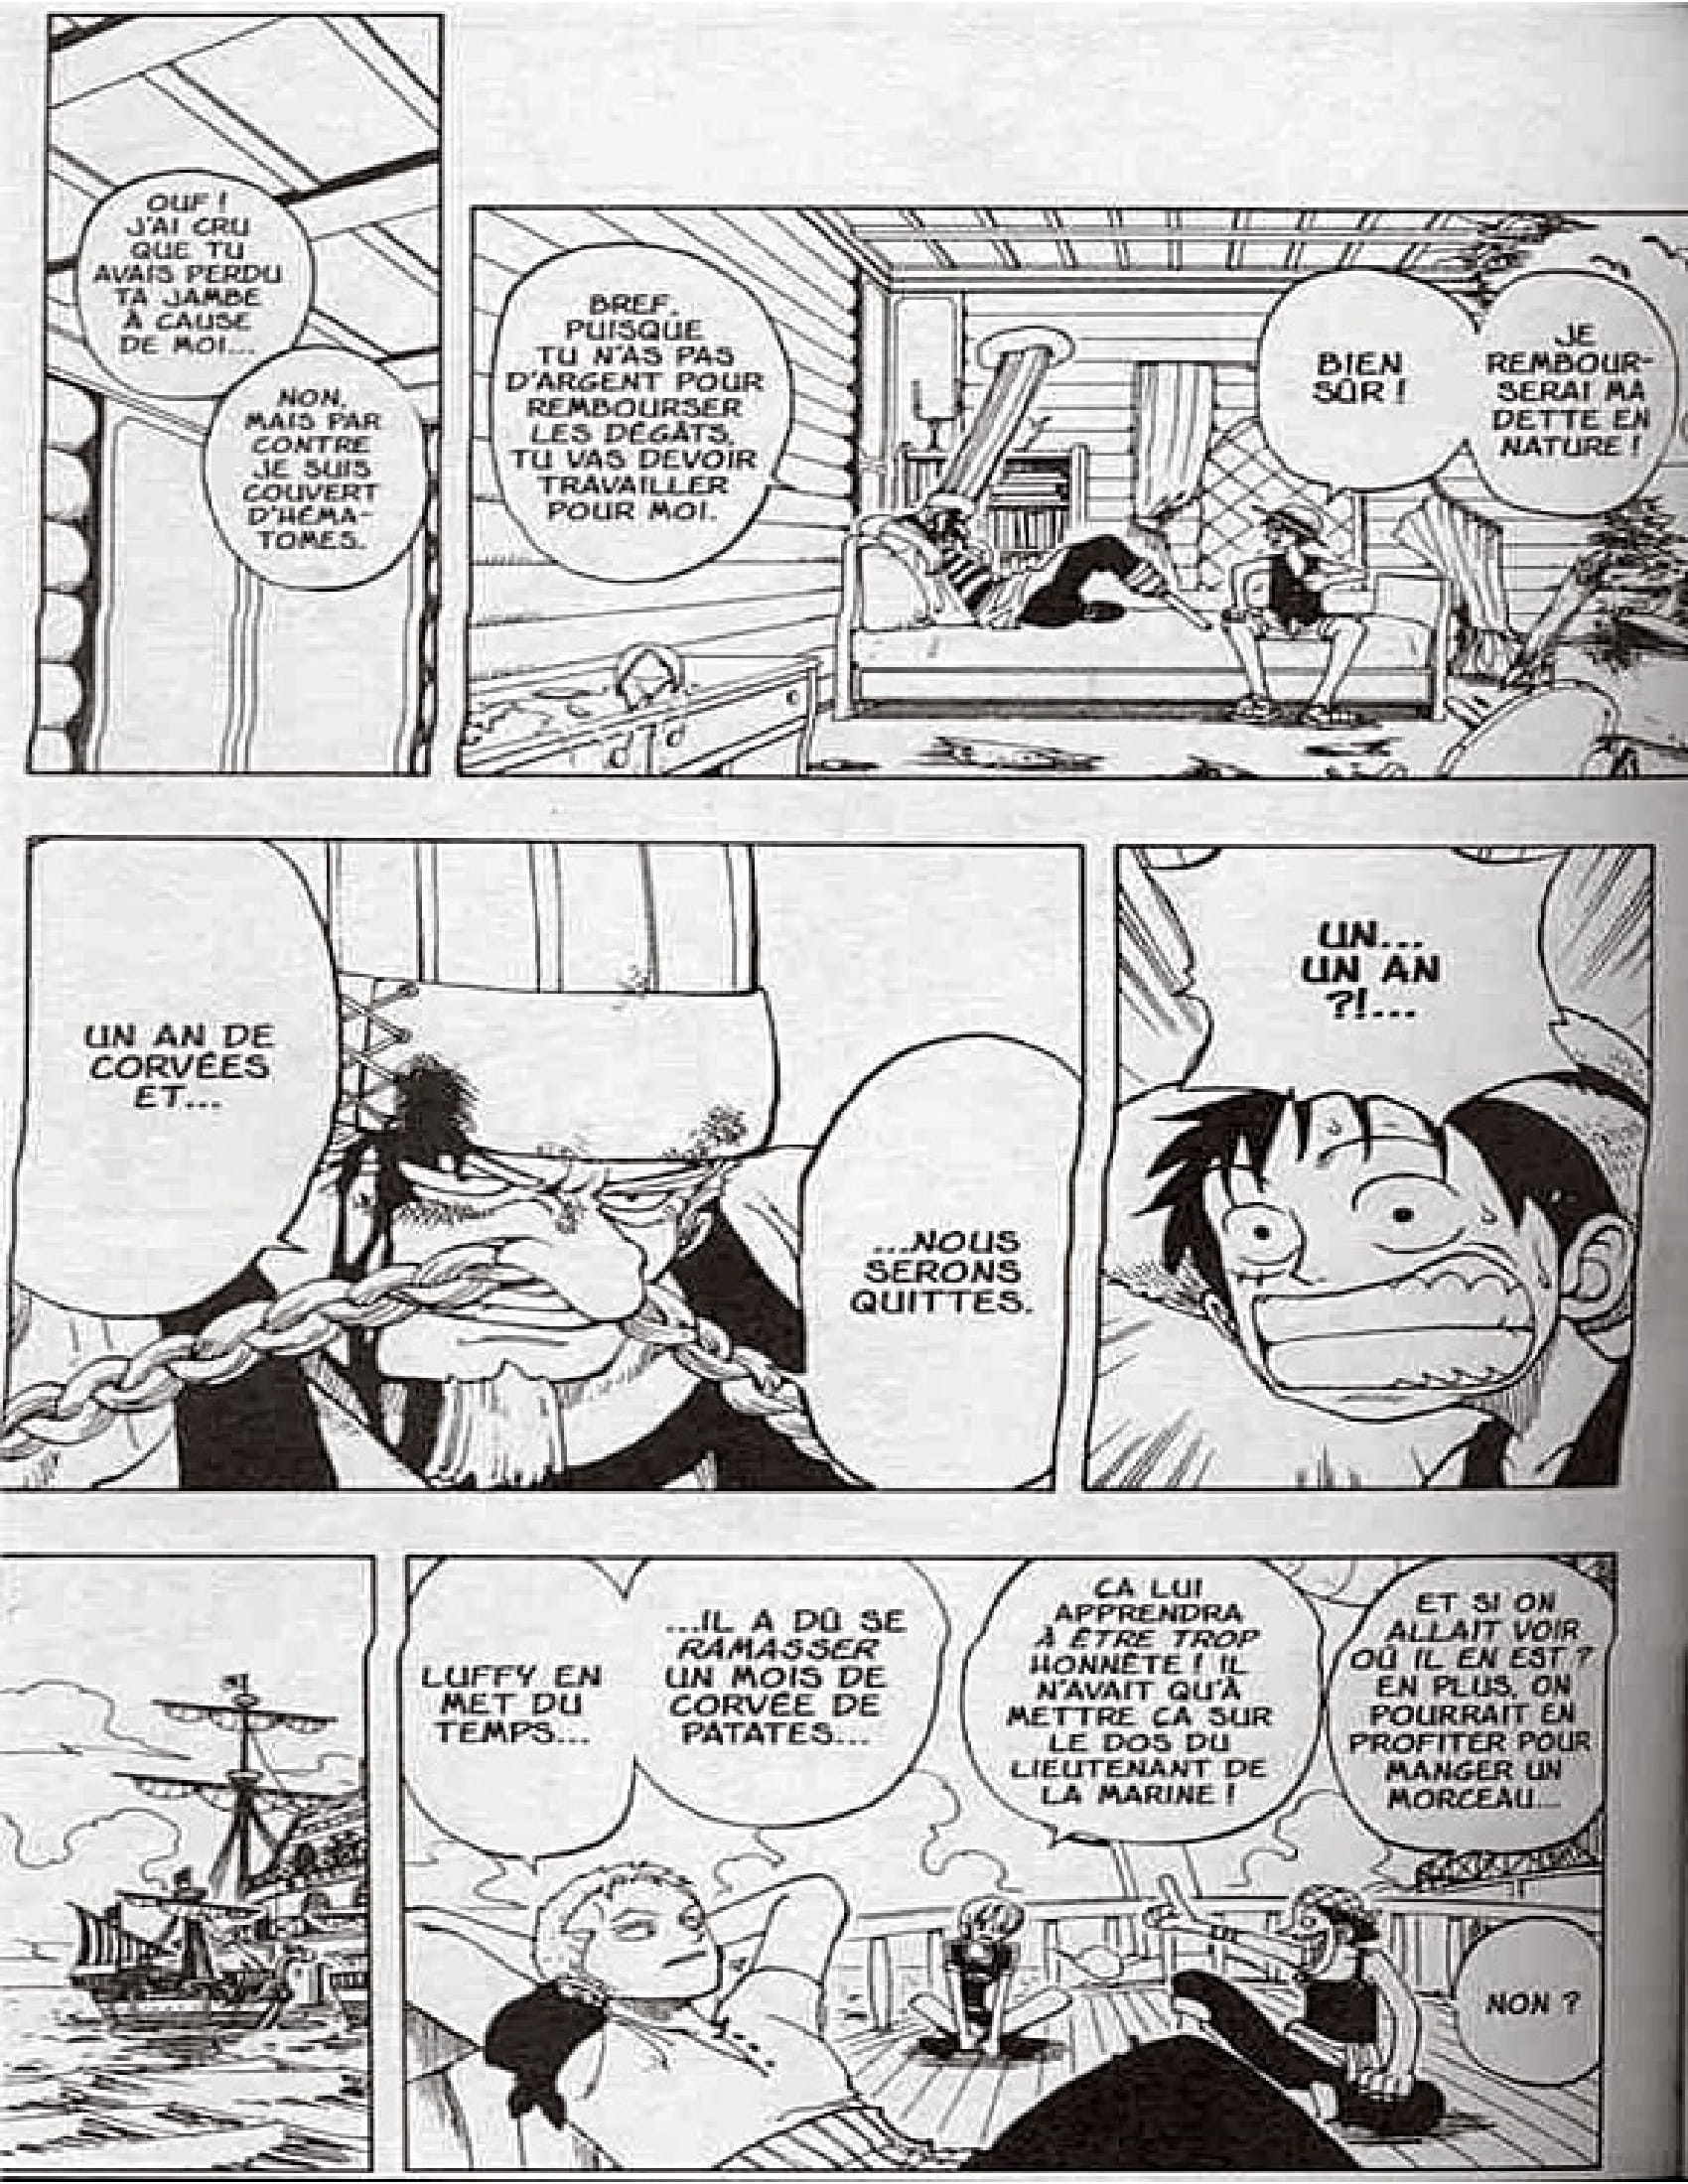 OUF !
J'AI CRU
QUE TU
AVAIS PERDU
TA JAMBE
À CAUSE
DE MOI...
NON,
MAIS PAR
CONTRE
JE SUIS
COUVERT
D'HÉMA-
TOMES.
BREF,
PUISQUE
TU N'AS PAS
D'ARGENT POUR
REMBOURSER
LES DÉGÂTS,
TU VAS DEVOIR
TRAVAILLER
POUR MOI.
BIEN
SÛR !
JE
REMBOUR-
SERAI MA
DETTE EN
NATURE !
UN AN DE
CORVÉES
ET...
...NOUS
SERONS
QUITTES.
UN...
UN AN
?!...
LUFFY EN
MET DU
TEMPS...
...IL A DÛ SE
RAMASSER
UN MOIS DE
CORVÉE DE
PATATES...
CA LUI
APPRENDRA
À ÊTRE TROP
HONNÊTE ! IL
N'AVAIT QU'À
METTRE CA SUR
LE DOS DU
LIEUTENANT DE
LA MARINE !
ET SI ON
ALLAIT VOIR
OÙ IL EN EST ?
EN PLUS, ON
POURRAIT EN
PROFITER POUR
MANGER UN
MORCEAU...
NON ?